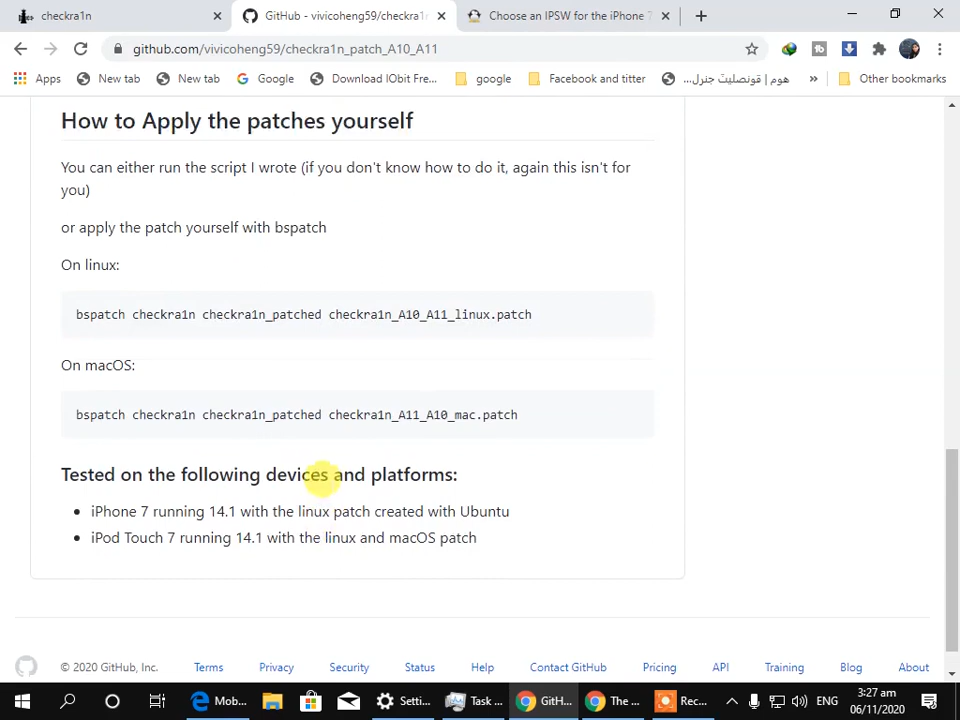 checkra1n
GitHub - vivicoheng59/checkra1n
Choose an IPSW for the iPhone 7
github.com/vivicoheng59/checkra1n_patch_A10_A11
Apps
New tab
New tab
Google
Download IObit Fre...
google
Facebook and titter
هوم | قونصليٽ جنرل...
»
Other bookmarks
How to Apply the patches yourself
You can either run the script I wrote (if you don't know how to do it, again this isn't for
you)
or apply the patch yourself with bspatch
On linux:
bspatch checkra1n checkra1n_patched checkra1n_A10_A11_linux.patch
On macOS:
bspatch checkra1n checkra1n_patched checkra1n_A11_A10_mac.patch
Tested on the following devices and platforms:
• iPhone 7 running 14.1 with the linux patch created with Ubuntu
• iPod Touch 7 running 14.1 with the linux and macOS patch
© 2020 GitHub, Inc.
Terms
Privacy
Security
Status
Help
Contact GitHub
Pricing
API
Training
Blog
About
Mob...
Setti...
Task ...
GitH...
The ...
Rec...
ENG
3:27 am
06/11/2020